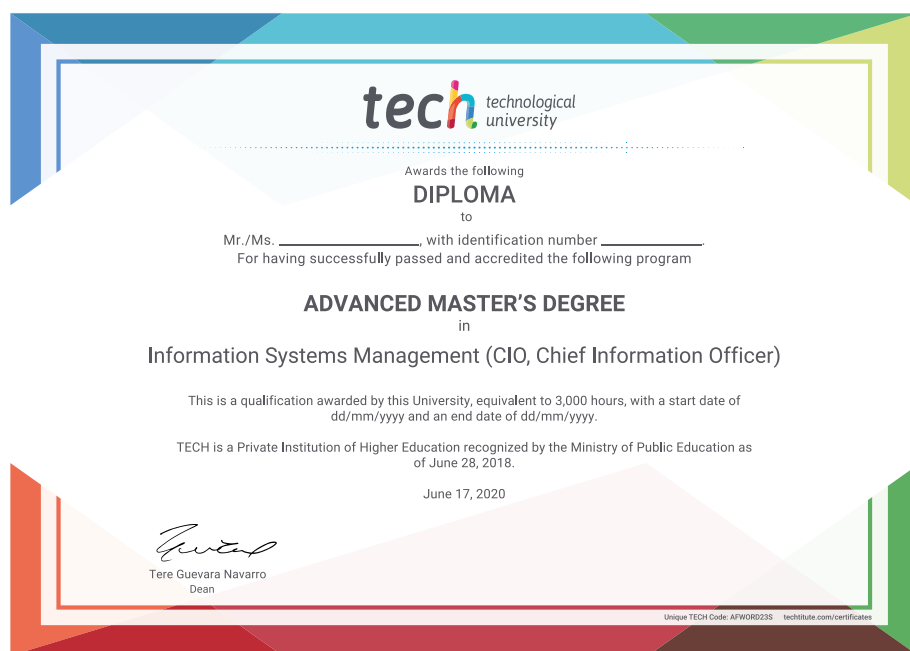 tech technological
university
Awards the following
DIPLOMA
to
Mr./Ms. ____________________, with identification number ______________.
For having successfully passed and accredited the following program
ADVANCED MASTER'S DEGREE
in
Information Systems Management (CIO, Chief Information Officer)
This is a qualification awarded by this University, equivalent to 3,000 hours, with a start date of
dd/mm/yyyy and an end date of dd/mm/yyyy.
TECH is a Private Institution of Higher Education recognized by the Ministry of Public Education as
of June 28, 2018.
June 17, 2020
Tere Guevara Navarro
Dean
Unique TECH Code: AFWORD23S techtitute.com/certificates